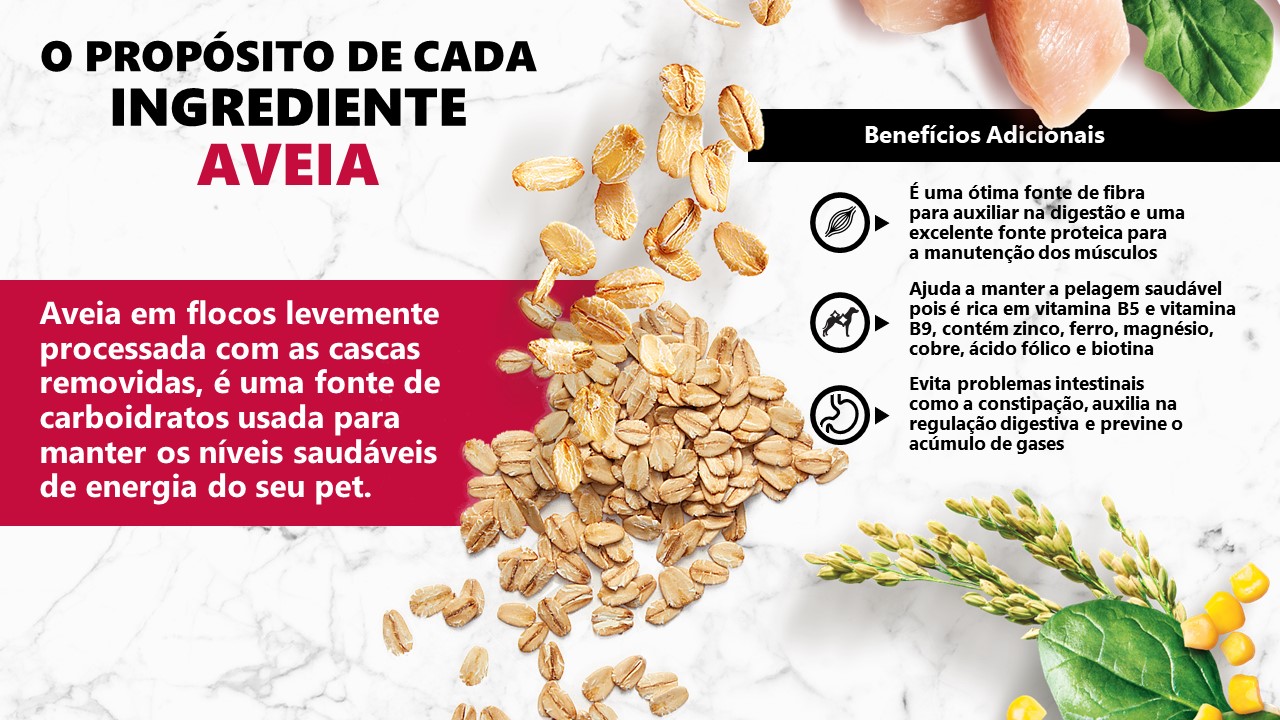 O PROPÓSITO DE CADA
INGREDIENTE
AVEIA
Aveia em flocos levemente
processada com as cascas
removidas, é uma fonte de
carboidratos usada para
manter os níveis saudáveis
de energia do seu pet.
Benefícios Adicionais
É uma ótima fonte de fibra
para auxiliar na digestão e uma
excelente fonte proteica para
a manutenção dos músculos
Ajuda a manter a pelagem saudável
pois é rica em vitamina B5 e vitamina
B9, contém zinco, ferro, magnésio,
cobre, ácido fólico e biotina
Evita problemas intestinais
como a constipação, auxilia na
regulação digestiva e previne o
acúmulo de gases